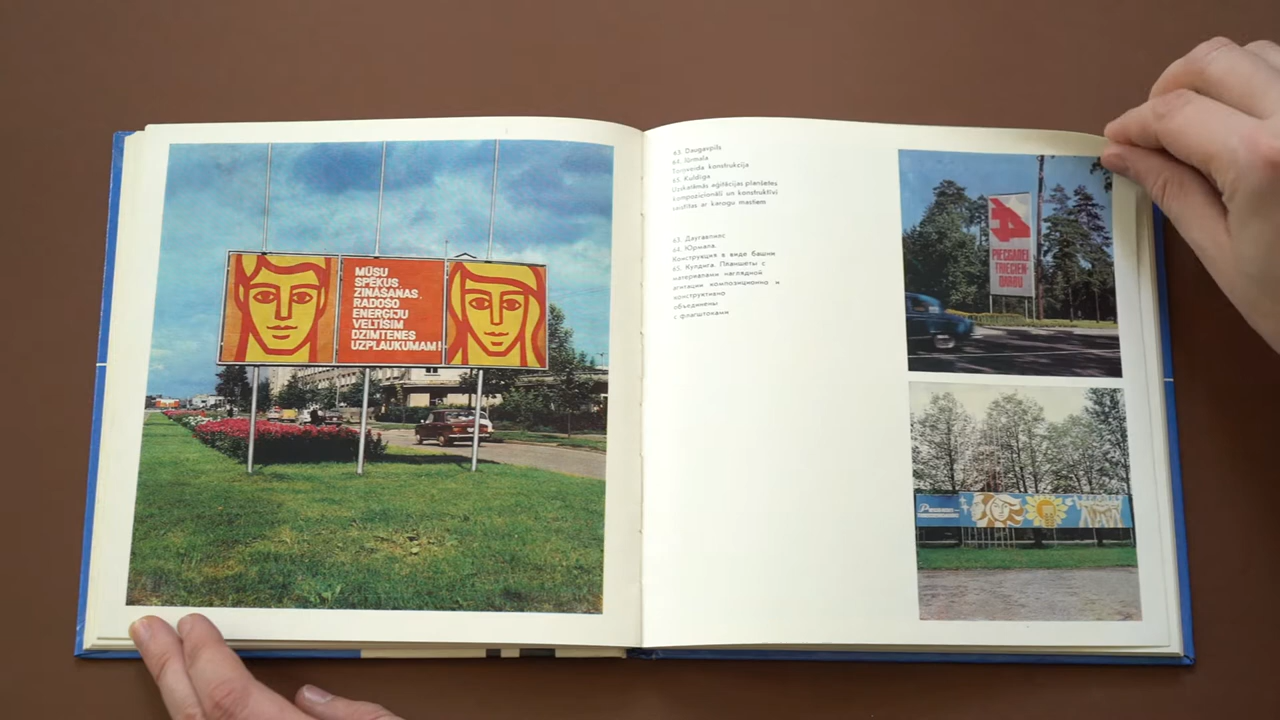 MŪSU
SPĒKUS,
ZINĀŠANAS,
RADOŠO
ENERĢIJU
VELTĪSIM
DZIMTENES
UZPLAUKUMAM!
63. Daugavpils
64. Jūrmala
Torņveida konstrukcija
65. Kuldīga
Uzskatāmās aģitācijas planšetes
kompozicionāli un konstruktīvi
veidotas ar karogu mastiem
63. Даугавпилс
64. Юрмала.
Конструкция в виде башни
65. Кулдига. Планшеты с
материалами наглядной
агитации композиционно и
конструктивно
объединены
с флагштоками
4
PIECGADEI
TRIECIEN-
DARBU